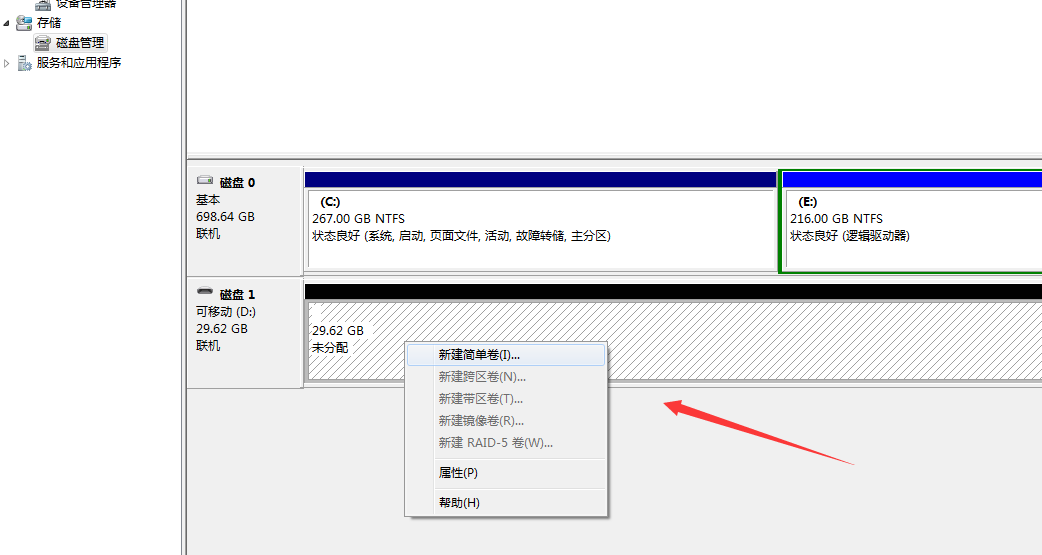 设备管理器
存储
磁盘管理
服务和应用程序
磁盘 0
基本
698.64 GB
联机
(C:)
267.00 GB NTFS
状态良好 (系统, 启动, 页面文件, 活动, 故障转储, 主分区)
(E:)
216.00 GB NTFS
状态良好 (逻辑驱动器)
磁盘 1
可移动 (D:)
29.62 GB
联机
29.62 GB
未分配
新建简单卷(I)...
新建跨区卷(N)...
新建带区卷(T)...
新建镜像卷(R)...
新建 RAID-5 卷(W)...
属性(P)
帮助(H)